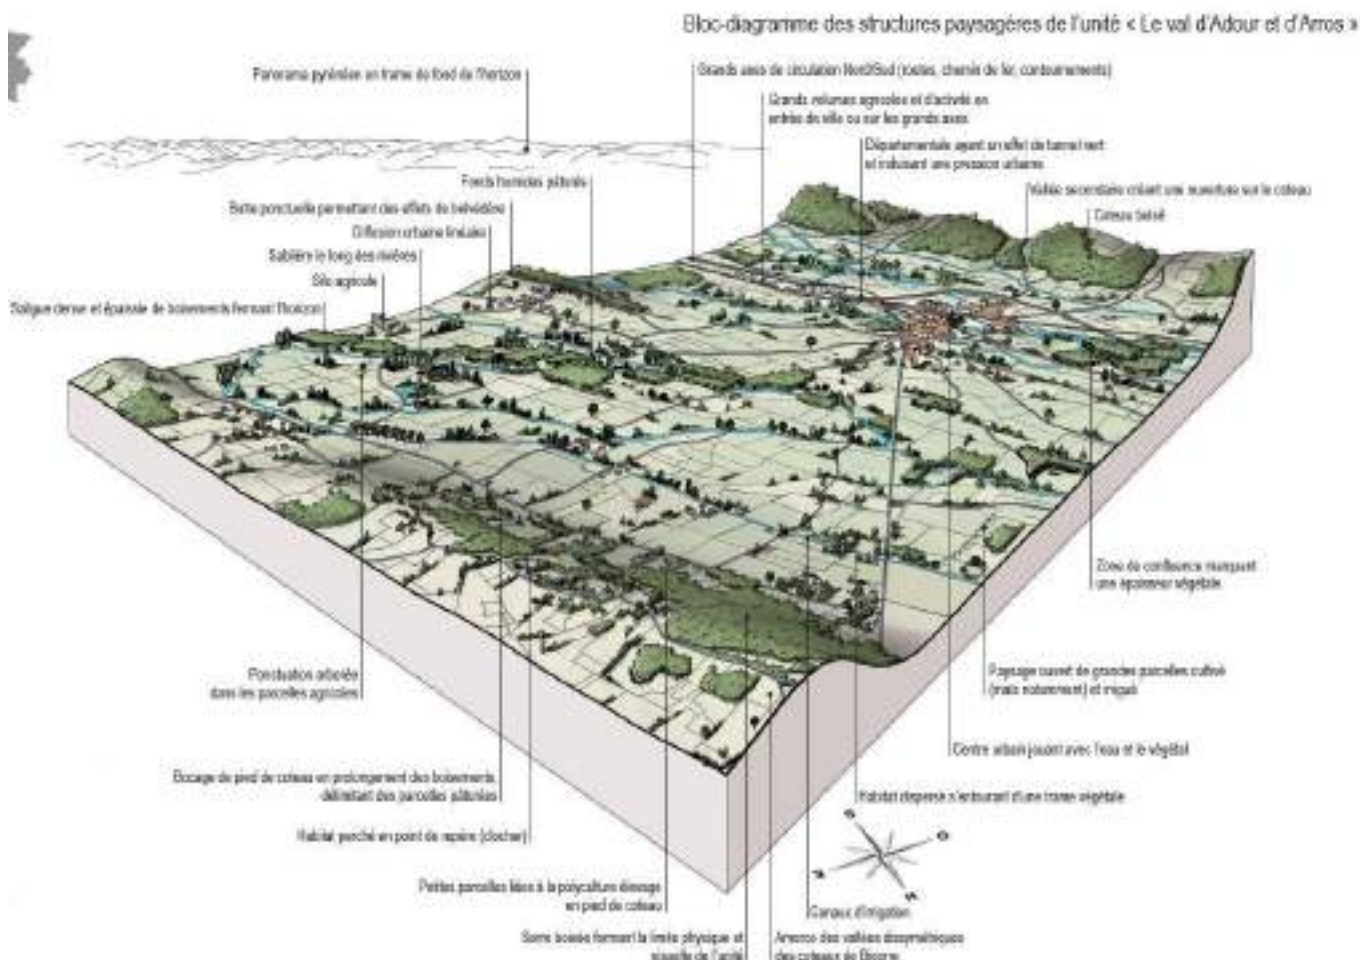 Bloc-diagramme des structures paysagères de l'unité « Le val d'Adour et d'Arros »
Panorama pyrénéen en trame de fond de l'horizon
Grands axes de circulation Nord/Sud (routes, chemin de fer, contournements)
Grands volumes agricoles et d'activité en
entrée de ville ou sur les grands axes
Départementale ayant un effet de tunnel vert
et induisant une pression urbaine
Fonds humides pâturés
Vallée secondaire créant une ouverture sur le coteau
Butte ponctuelle permettant des effets de belvédère
Coteau boisé
Diffusion urbaine linéaire
Sablière le long des rivières
Silo agricole
Saligue dense et épaisse de boisements fermant l'horizon
Zone de confluence marquant
une épaisseur végétale
Ponctuation arborée
dans les parcelles agricoles
Paysage ouvert de grandes parcelles cultivé
(maïs notamment) et irrigué
Centre urbain jouant avec l'eau et le végétal
Bocage de pied de coteau en prolongement des boisements,
délimitant des parcelles pâturées
Habitat dispersé s'entourant d'une trame végétale
Habitat perché en point de repère (clocher)
S
O
N
Petites parcelles liées à la polyculture élevage
en pied de coteau
Canaux d'irrigation
Serre boisée formant la limite physique et
visuelle de l'unité
Amorce des vallées dissymétriques
des coteaux de Bigorre